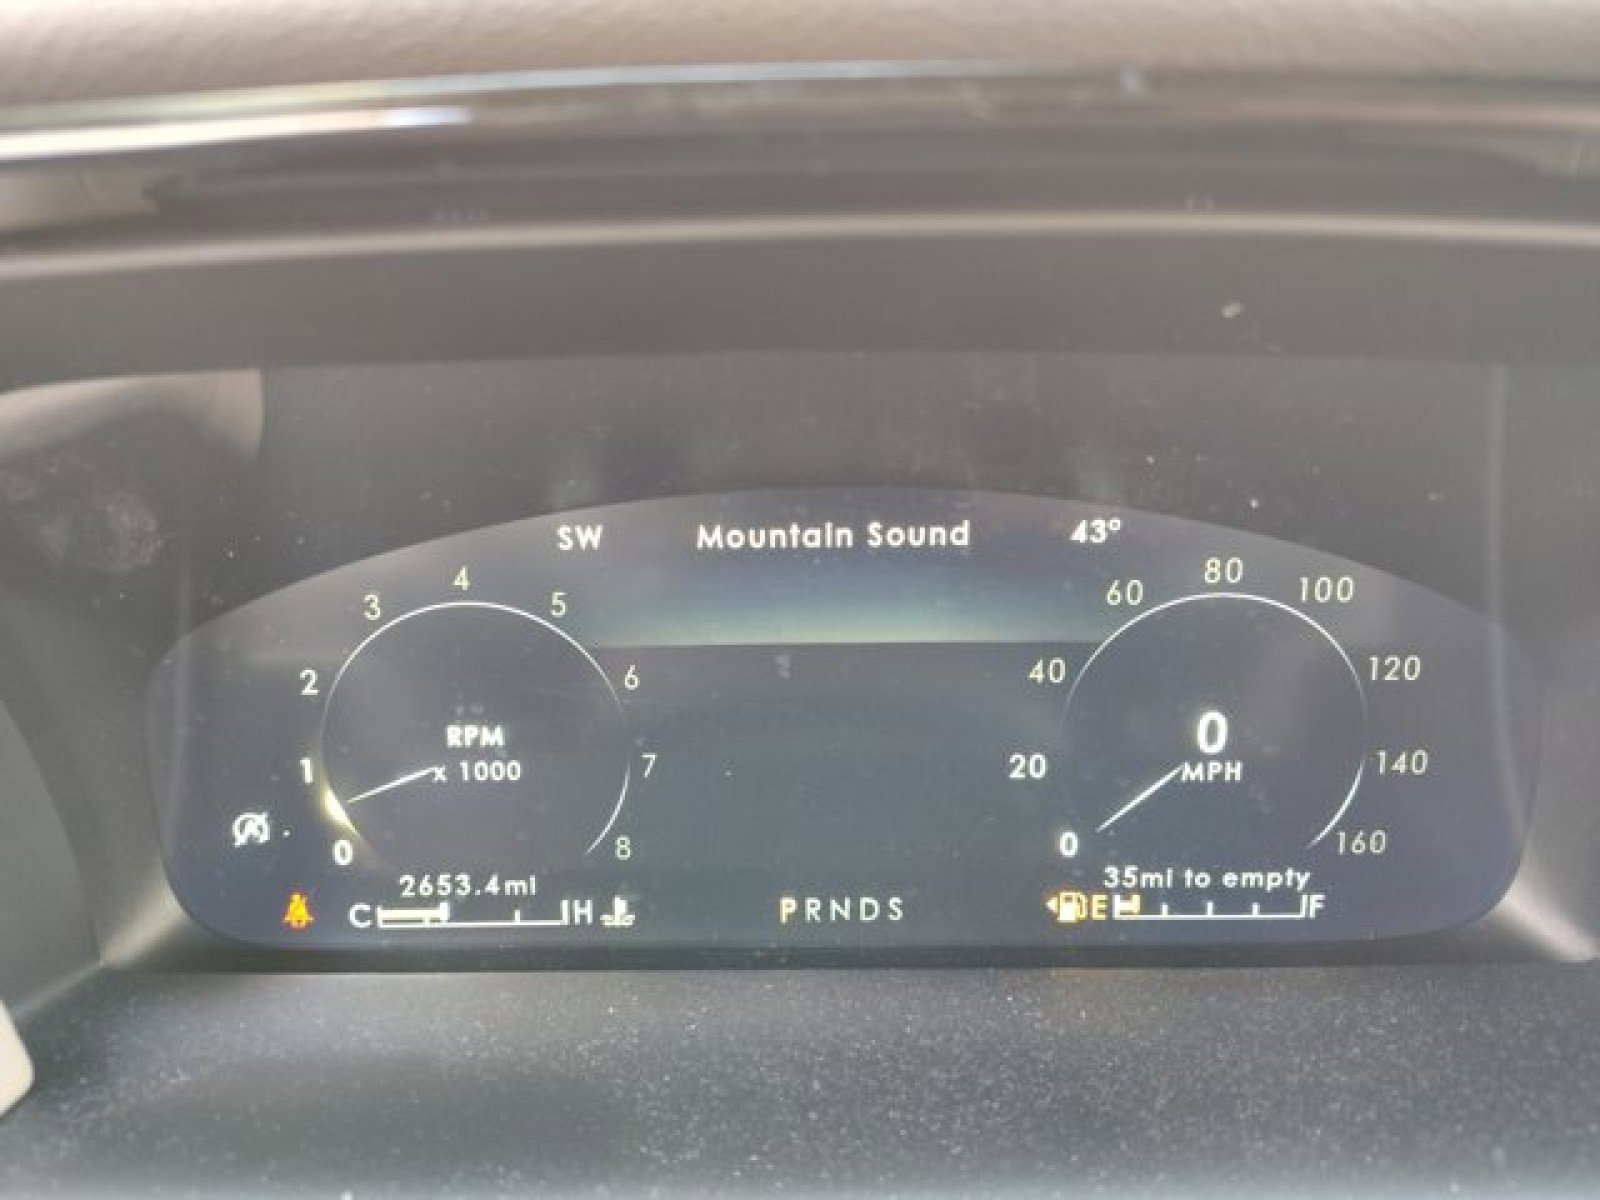 SW Mountain Sound 43°
4
3 5
2 6
RPM
x 1000
1 7
0 8
80
60 100
40 120
0
MPH
20 140
0 160
2653.4mi
C H
PRNDS
35mi to empty
E F